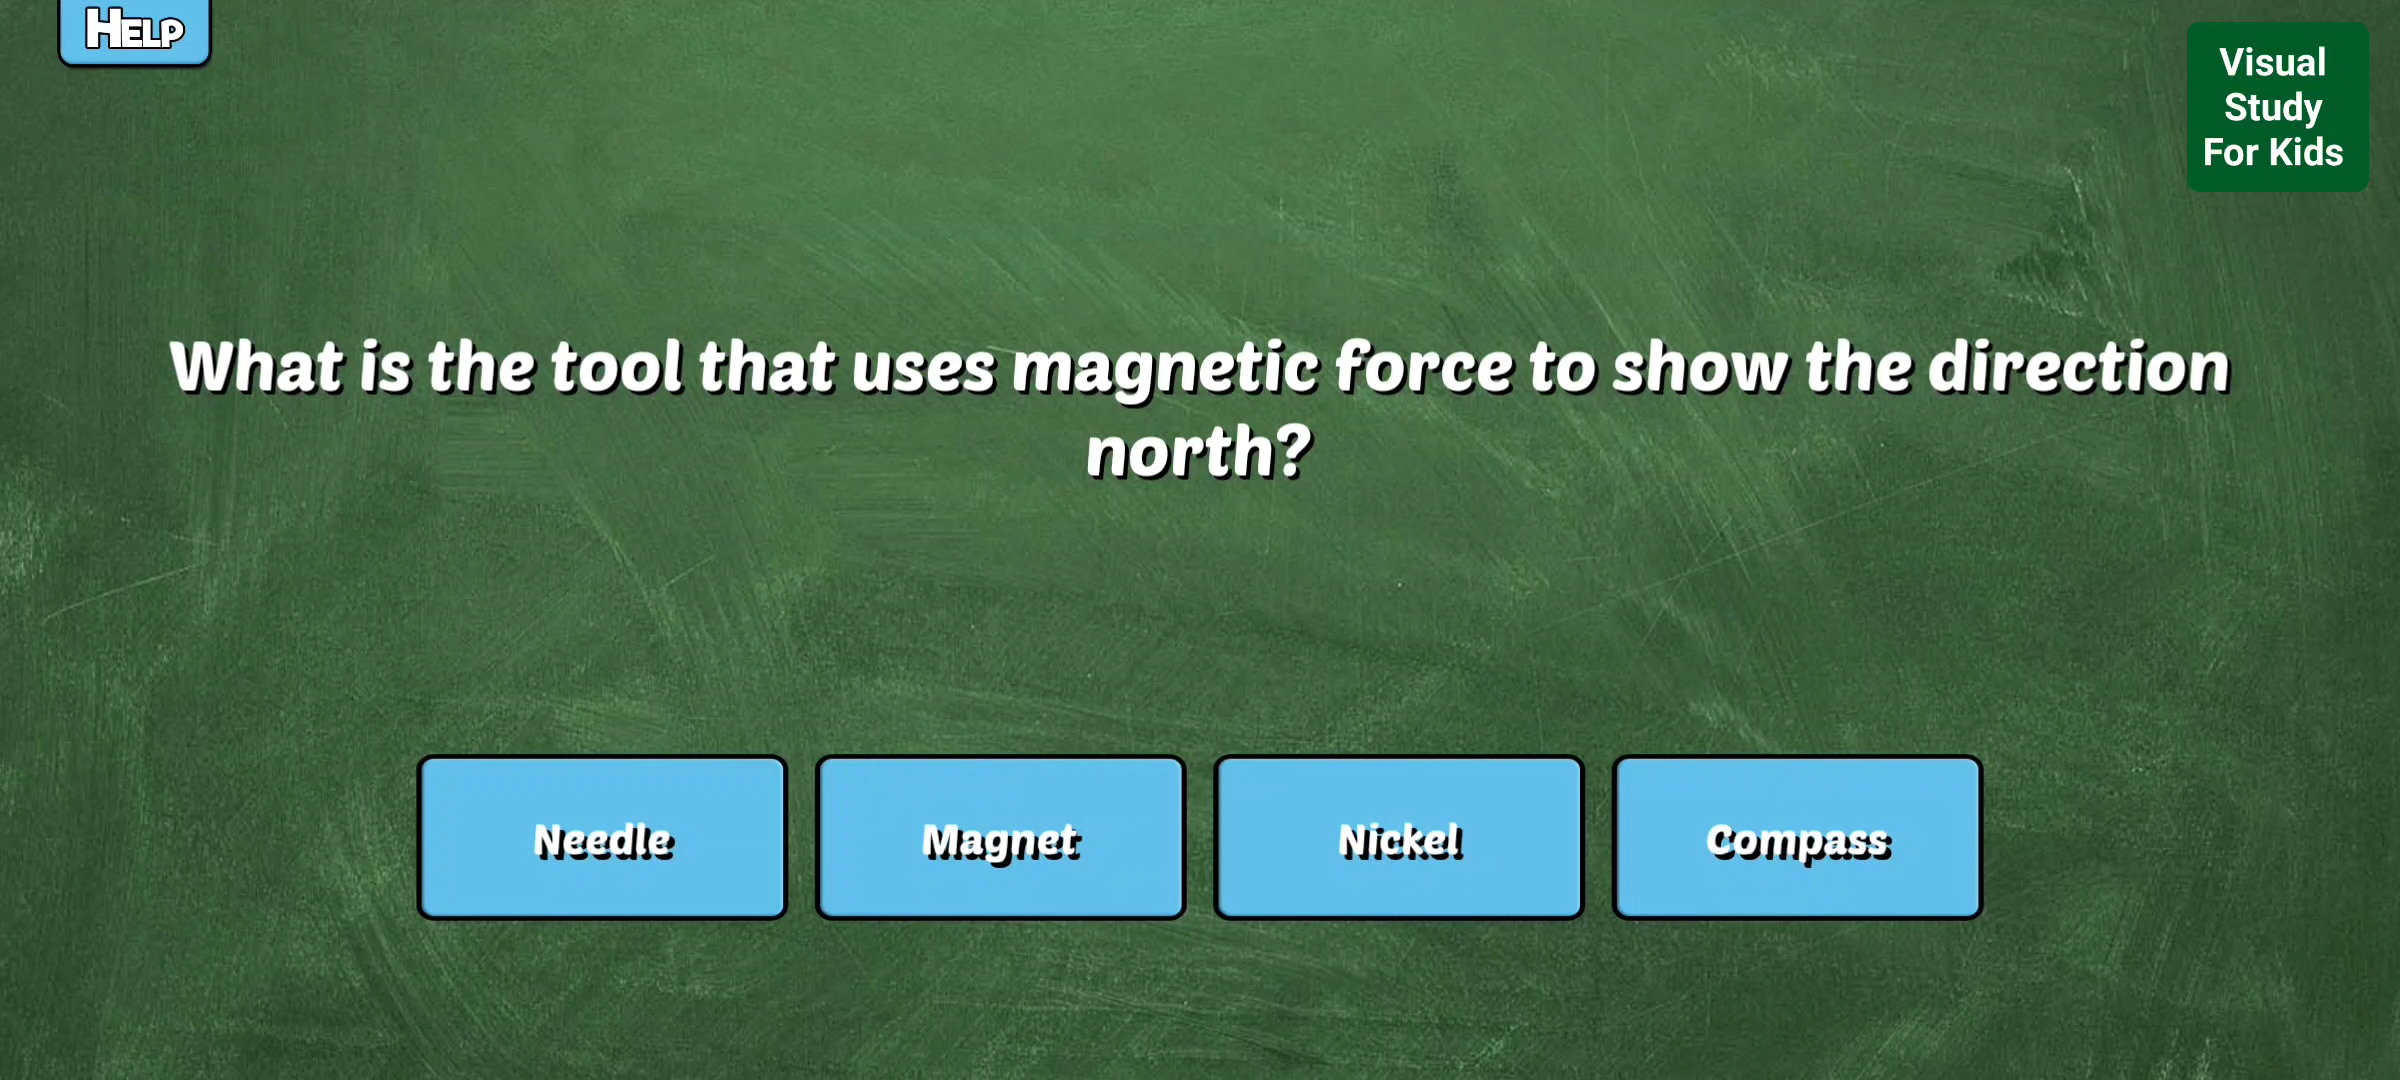 HELP
Visual
Study
For Kids
What is the tool that uses magnetic force to show the direction
north?
Needle
Magnet
Nickel
Compass